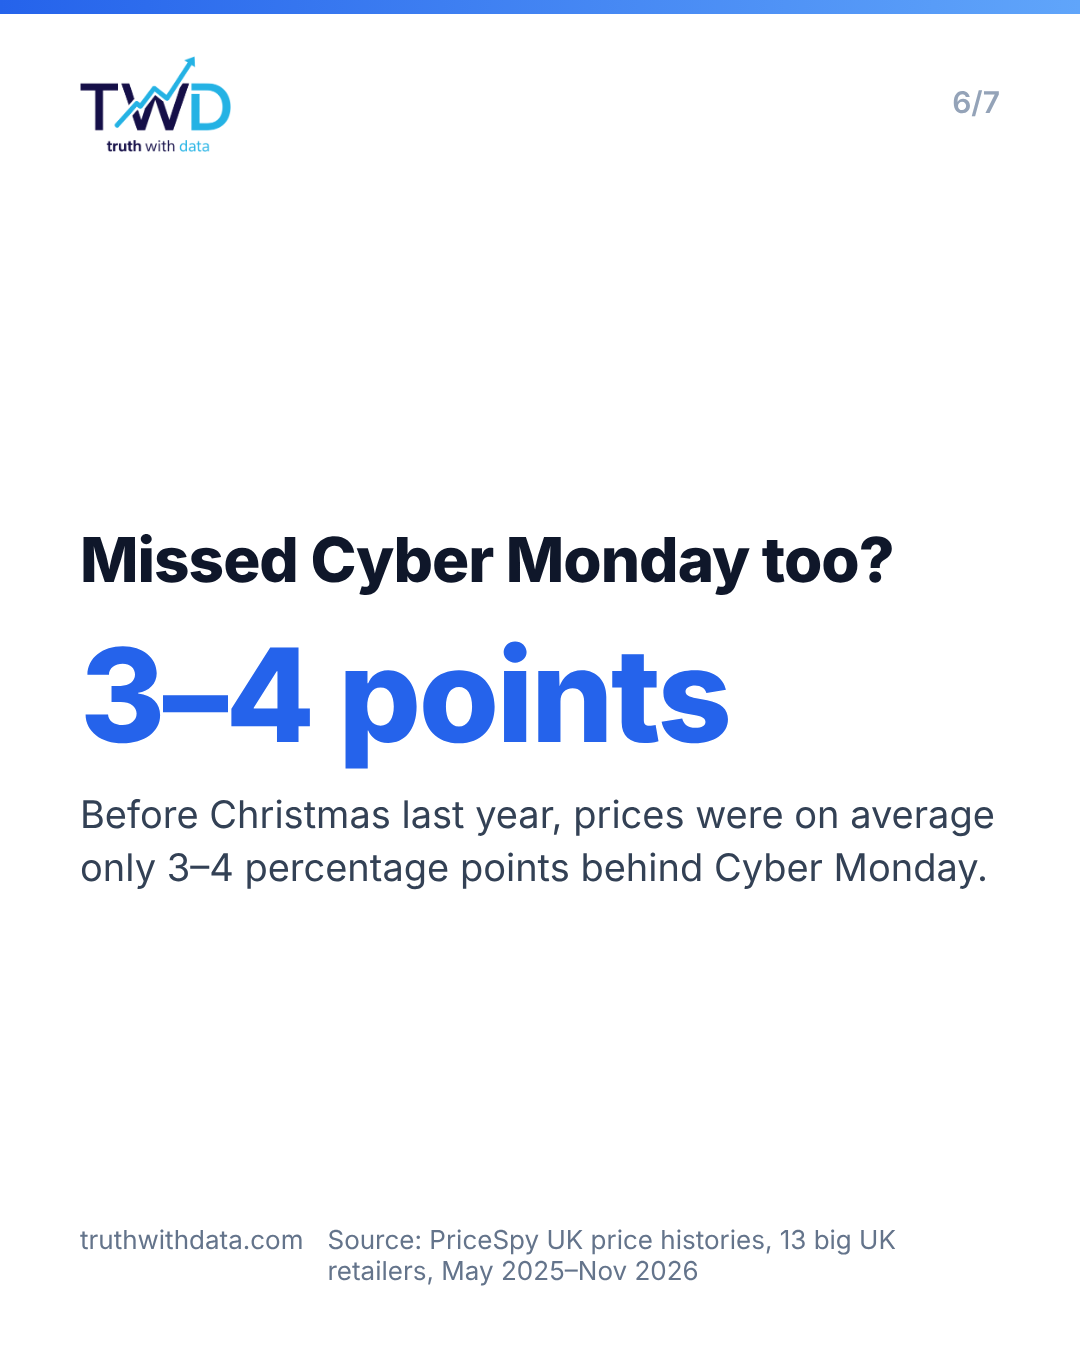 TWD
truth with data
6/7
Missed Cyber Monday too?
3–4 points
Before Christmas last year, prices were on average
only 3–4 percentage points behind Cyber Monday.
truthwithdata.com
Source: PriceSpy UK price histories, 13 big UK
retailers, May 2025–Nov 2026